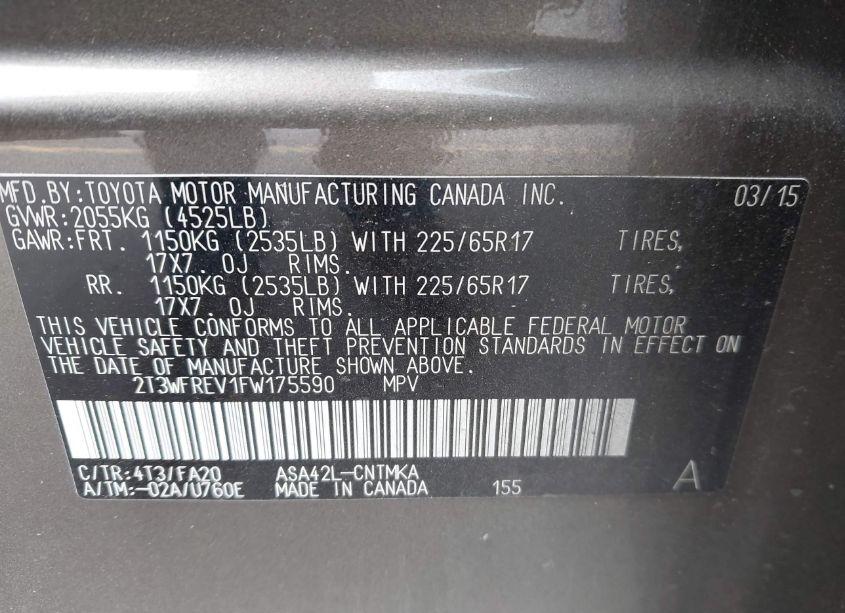 MFD.BY:TOYOTA MOTOR MANUFACTURING CANADA INC. 03/15
GVWR:2055KG (4525LB)
GAWR:FRT. 1150KG (2535LB) WITH 225/65R17 TIRES,
17X7.0J RIMS.
RR. 1150KG (2535LB) WITH 225/65R17 TIRES,
17X7.0J RIMS.
THIS VEHICLE CONFORMS TO ALL APPLICABLE FEDERAL MOTOR
VEHICLE SAFETY AND THEFT PREVENTION STANDARDS IN EFFECT ON
THE DATE OF MANUFACTURE SHOWN ABOVE.
2T3WFREV1FW175590 MPV
C/TR:4T3/FA20 ASA42L-CNTMKA
A/TM:-02A/U760E MADE IN CANADA 155 A